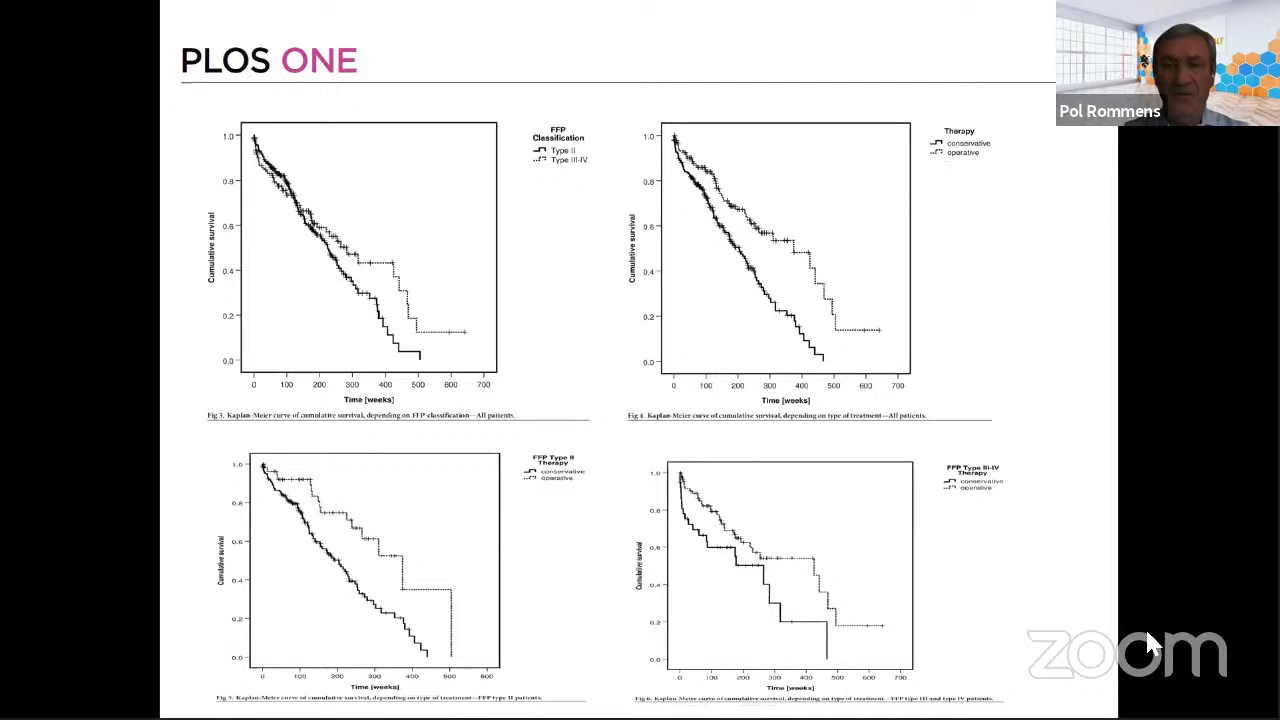 PLOS ONE
Pol Rommens
FFP
Classification
Type II
Type III-IV
1.0
0.8
0.6
0.4
0.2
0.0
Cumulative survival
0 100 200 300 400 500 600 700
Time [weeks]
Fig 3. Kaplan-Meier curve of cumulative survival, depending on FFP-classification—All patients.
Therapy
conservative
operative
1.0
0.8
0.6
0.4
0.2
0.0
Cumulative survival
0 100 200 300 400 500 600 700
Time [weeks]
Fig 4. Kaplan-Meier curve of cumulative survival, depending on type of treatment—All patients.
FFP Type II
Therapy
conservative
operative
1.0
0.8
0.6
0.4
0.2
0.0
Cumulative survival
0 100 200 300 400 500 600
Time [weeks]
Fig 5. Kaplan-Meier curve of cumulative survival, depending on type of treatment—FFP type II patients.
FFP Type III-IV
Therapy
conservative
operative
1.0
0.8
0.6
0.4
0.2
0.0
Cumulative survival
0 100 200 300 400 500 600 700
Time [weeks]
Fig 6. Kaplan-Meier curve of cumulative survival, depending on type of treatment—FFP type III and type IV patients.
zoom